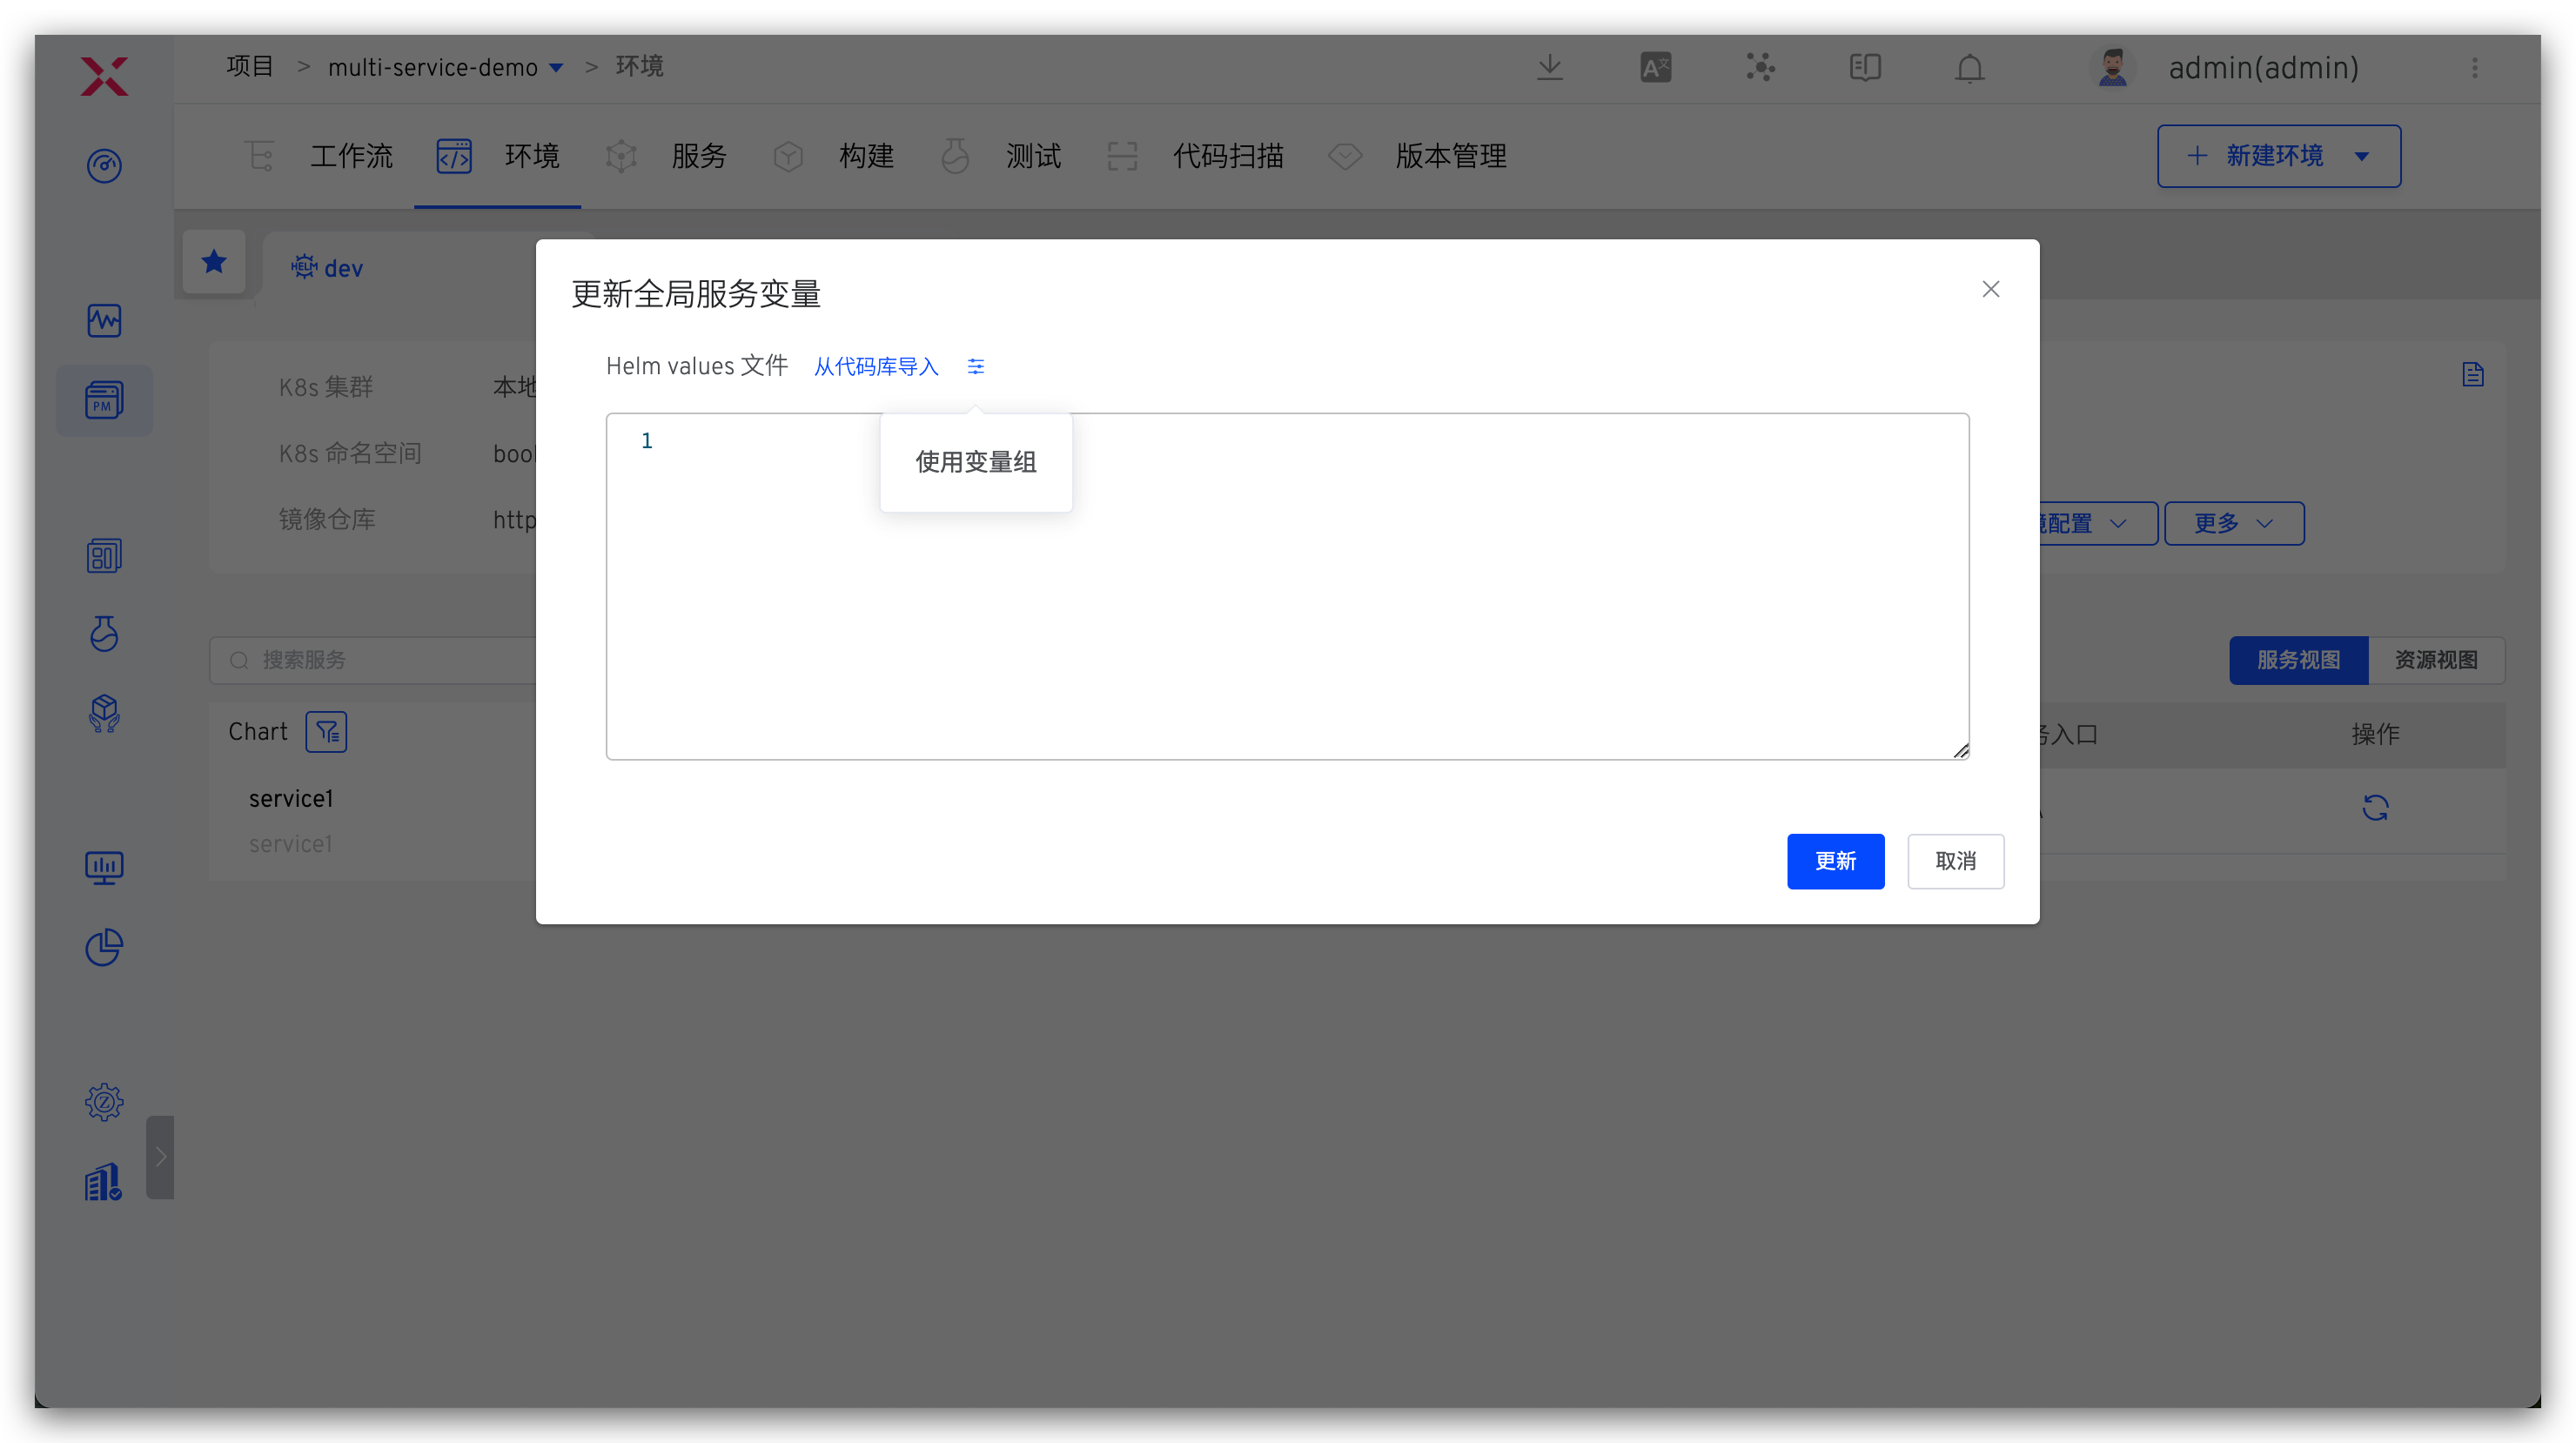 项目 > multi-service-demo > 环境
admin(admin)
工作流 环境 服务 构建 测试 代码扫描 版本管理
新建环境
HELM dev
更新全局服务变量
Helm values 文件 从代码库导入
1
使用变量组
更新 取消
K8s 集群 本地
K8s 命名空间
镜像仓库 http
配置 更多
搜索服务
服务视图 资源视图
Chart
入口 操作
service1
service1
PM